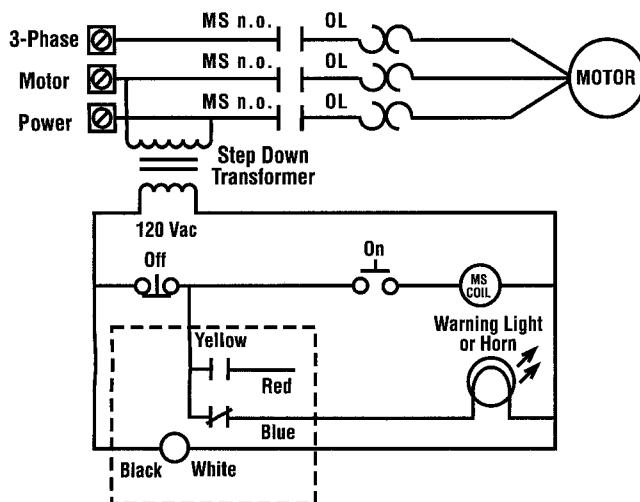 3-Phase
MS n.o.
OL
Motor
MS n.o.
OL
MOTOR
Power
MS n.o.
OL
Step Down
Transformer
120 Vac
Off
On
MS
COIL
Warning Light
or Horn
Yellow
Red
Blue
Black
White